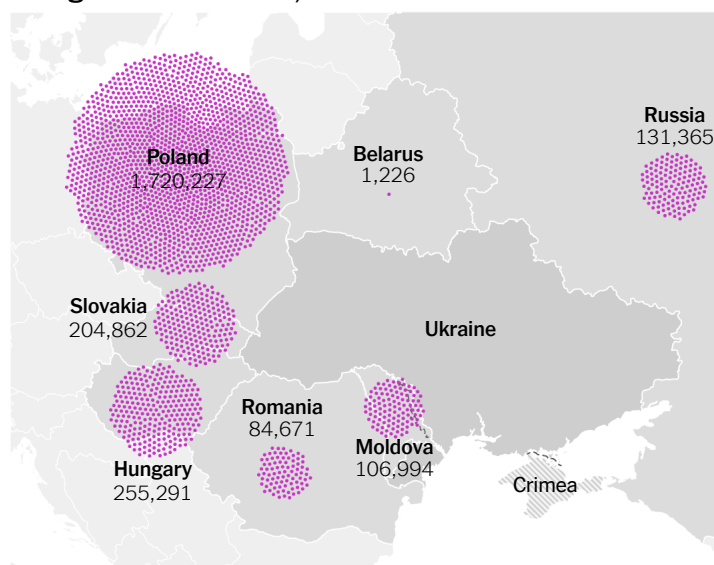 Poland
1,720,227
Belarus
1,226
Russia
131,365
Slovakia
204,862
Ukraine
Romania
84,671
Moldova
106,994
Hungary
255,291
Crimea